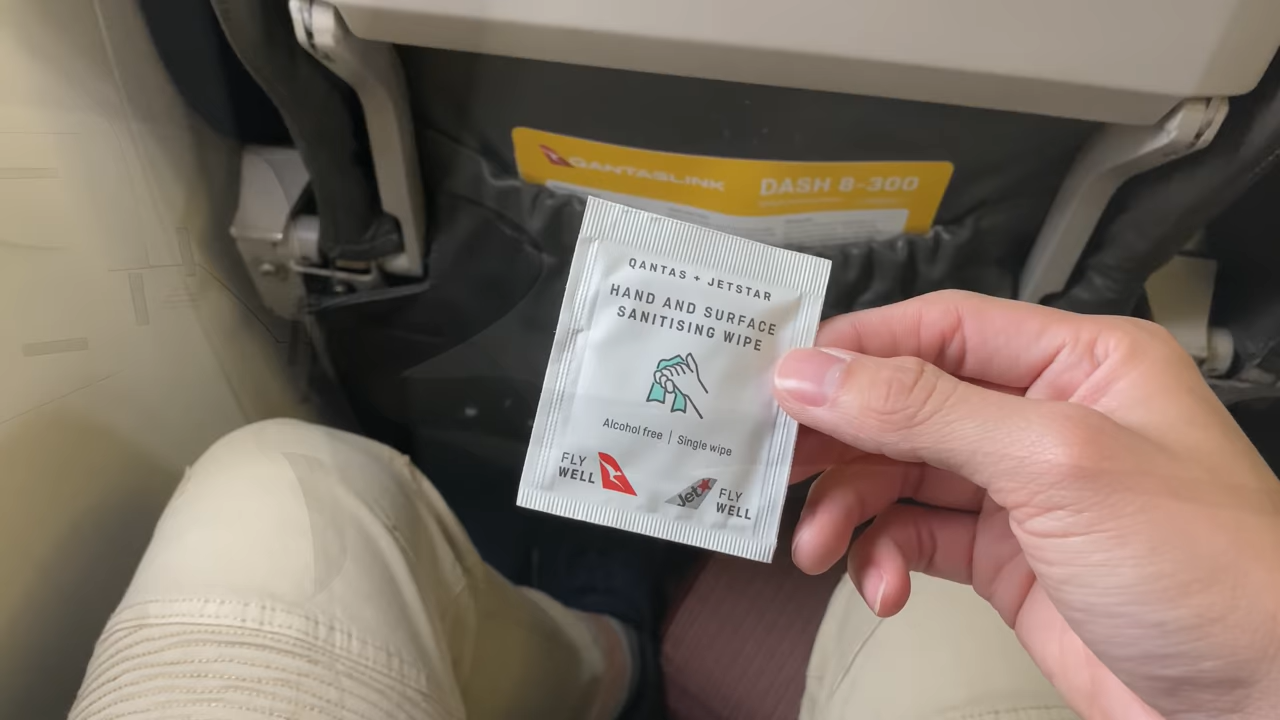 QANTASLINK
DASH 8-300
QANTAS + JETSTAR
HAND AND SURFACE
SANITISING WIPE
Alcohol free | Single wipe
FLY
WELL
Jet
FLY
WELL